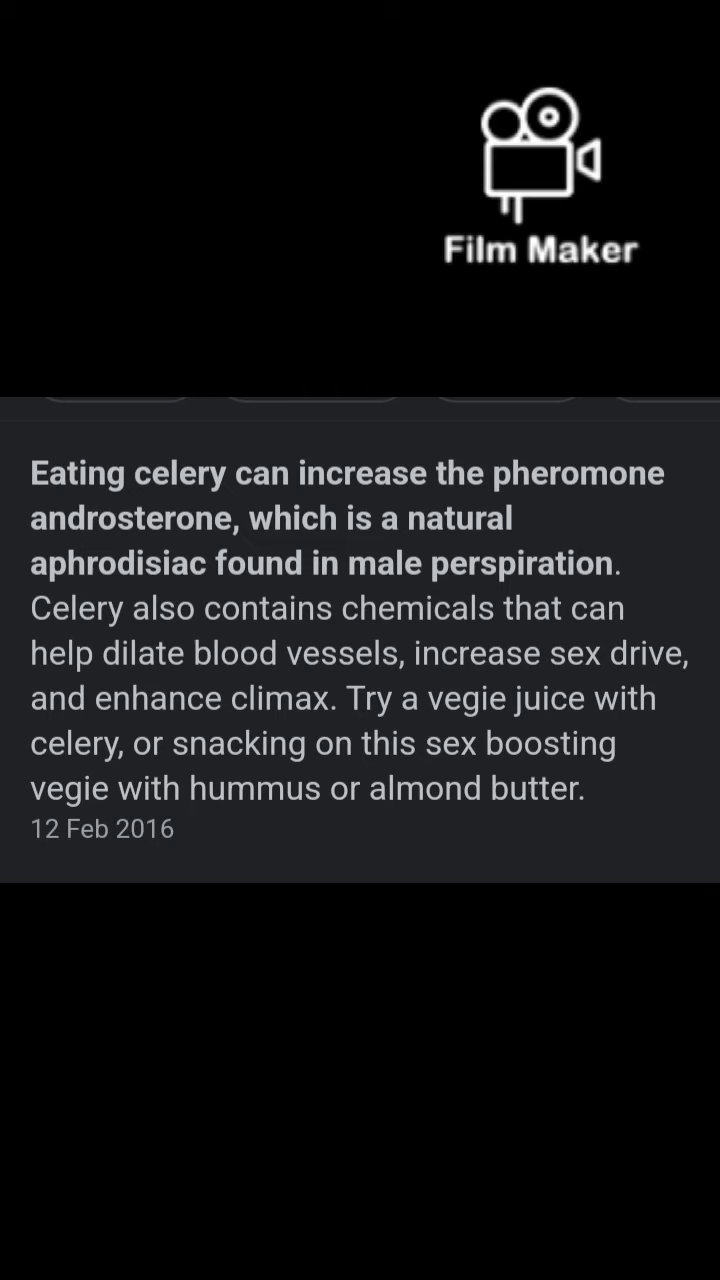 Film Maker
Eating celery can increase the pheromone
androsterone, which is a natural
aphrodisiac found in male perspiration.
Celery also contains chemicals that can
help dilate blood vessels, increase sex drive,
and enhance climax. Try a vegie juice with
celery, or snacking on this sex boosting
vegie with hummus or almond butter.
12 Feb 2016